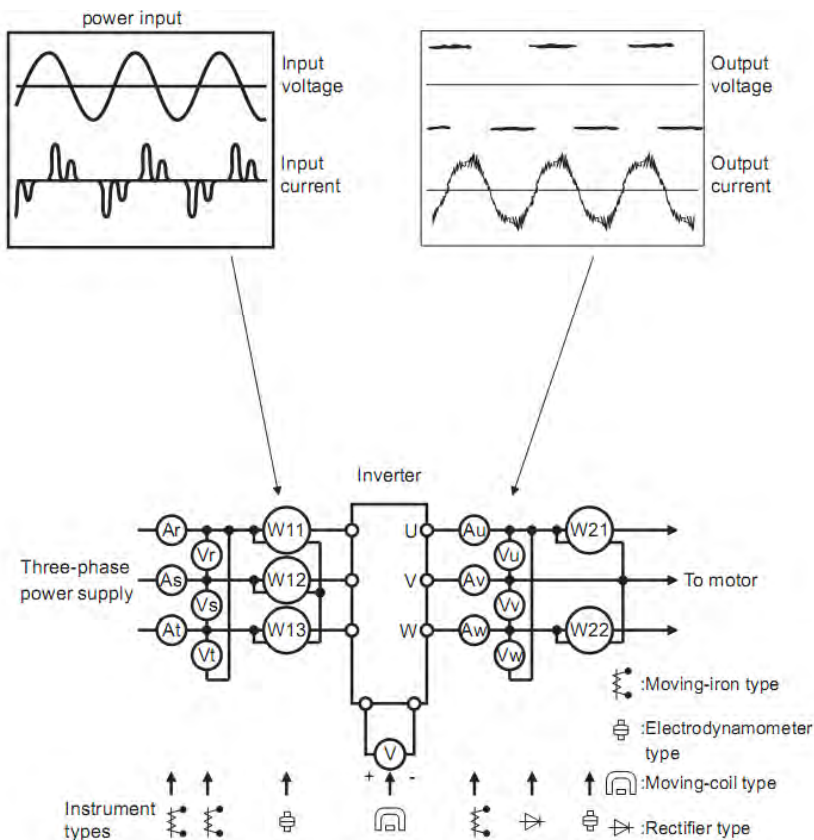 power input
Input
voltage
Input
current
Output
voltage
Output
current
Inverter
Three-phase
power supply
Ar
As
At
Vr
Vs
Vt
W11
W12
W13
U
V
W
Au
Av
Aw
Vu
Vv
Vw
W21
W22
To motor
V
+ -
Instrument
types
:Moving-iron type
:Electrodynamometer
type
:Moving-coil type
:Rectifier type